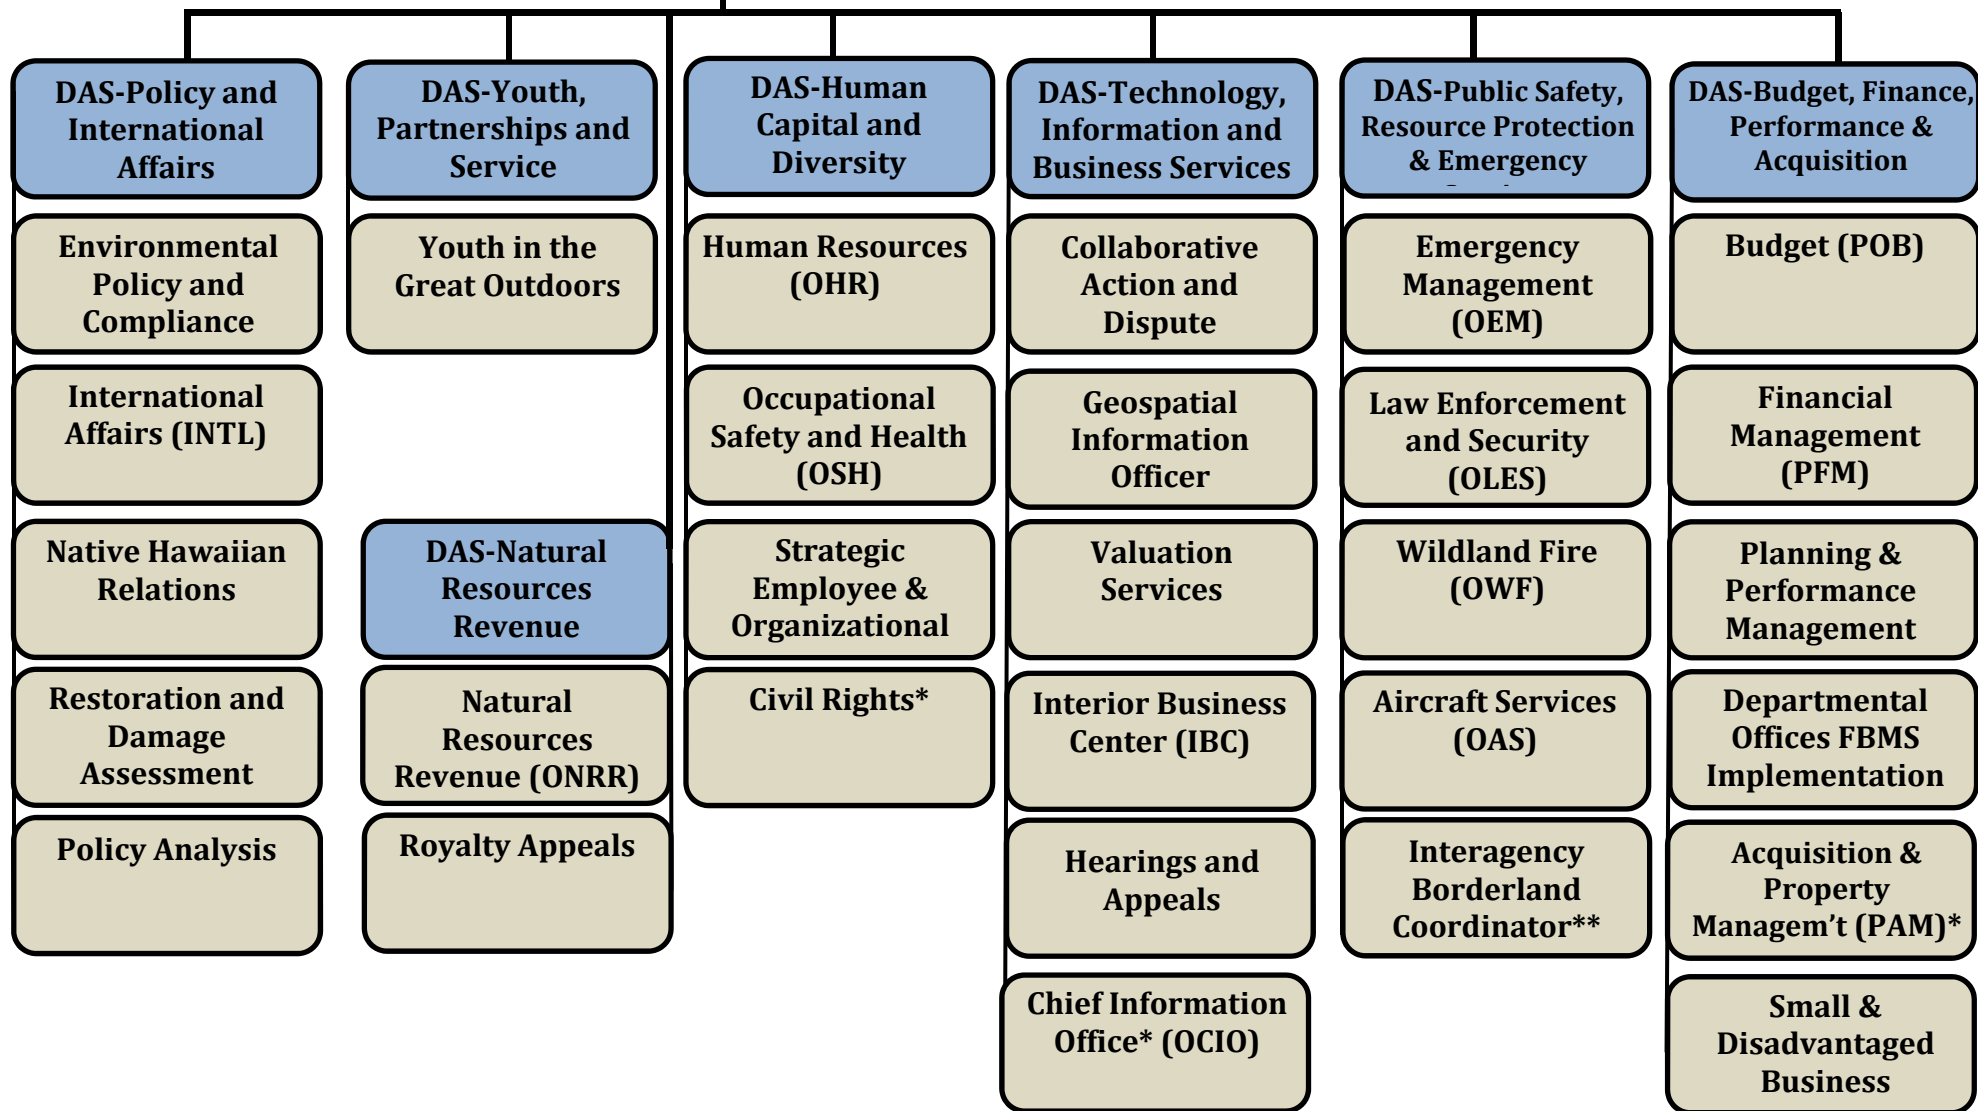 DAS-Policy and
International
Affairs
Environmental
Policy and
Compliance
International
Affairs (INTL)
Native Hawaiian
Relations
Restoration and
Damage
Assessment
Policy Analysis
DAS-Youth,
Partnerships and
Service
Youth in the
Great Outdoors
DAS-Natural
Resources
Revenue
Natural
Resources
Revenue (ONRR)
Royalty Appeals
DAS-Human
Capital and
Diversity
Human Resources
(OHR)
Occupational
Safety and Health
(OSH)
Strategic
Employee &
Organizational
Civil Rights*
DAS-Technology,
Information and
Business Services
Collaborative
Action and
Dispute
Geospatial
Information
Officer
Valuation
Services
Interior Business
Center (IBC)
Hearings and
Appeals
Chief Information
Office* (OCIO)
DAS-Public Safety,
Resource Protection
& Emergency
Emergency
Management
(OEM)
Law Enforcement
and Security
(OLES)
Wildland Fire
(OWF)
Aircraft Services
(OAS)
Interagency
Borderland
Coordinator**
DAS-Budget, Finance,
Performance &
Acquisition
Budget (POB)
Financial
Management
(PFM)
Planning &
Performance
Management
Departmental
Offices FBMS
Implementation
Acquisition &
Property
Managem’t (PAM)*
Small &
Disadvantaged
Business